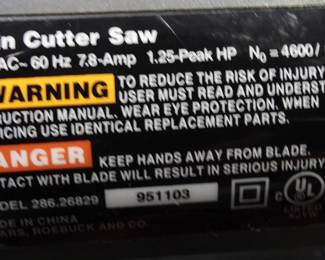 n Cutter Saw
AC~ 60 Hz 7.8-Amp 1.25-Peak HP N₀ = 4600/
WARNING TO REDUCE THE RISK OF INJURY
USER MUST READ AND UNDERST
RUCTION MANUAL. WEAR EYE PROTECTION. WHEN
ICING USE IDENTICAL REPLACEMENT PARTS.
ANGER KEEP HANDS AWAY FROM BLADE.
TACT WITH BLADE WILL RESULT IN SERIOUS INJURY
DEL 286.26829 951103
DE IN CHINA
ARS, ROEBUCK AND CO
C UL
LISTED